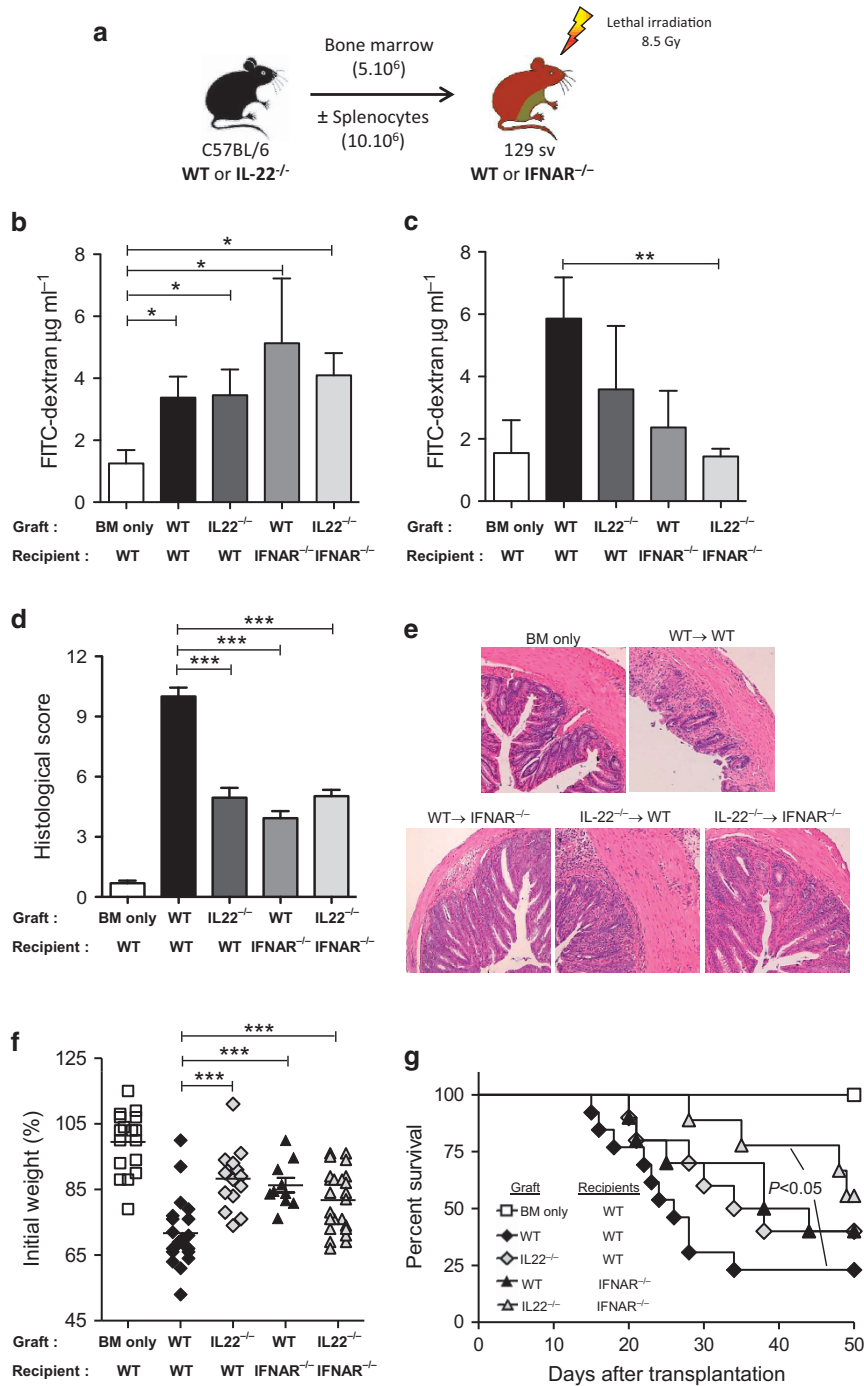 a
Bone marrow
(5.10⁶)
± Splenocytes
(10.10⁶)
Lethal irradiation
8.5 Gy
C57BL/6
WT or IL-22⁻/⁻
129 sv
WT or IFNAR⁻/⁻
b
FITC-dextran µg ml⁻¹
8
6
4
2
0
*
*
*
*
Graft : BM only WT IL22⁻/⁻ WT IL22⁻/⁻
Recipient : WT WT WT IFNAR⁻/⁻ IFNAR⁻/⁻
c
FITC-dextran µg ml⁻¹
8
6
4
2
0
**
BM only WT IL22⁻/⁻ WT IL22⁻/⁻
Recipient : WT WT WT IFNAR⁻/⁻ IFNAR⁻/⁻
d
Histological score
12
9
6
3
0
***
***
***
Graft : BM only WT IL22⁻/⁻ WT IL22⁻/⁻
Recipient : WT WT WT IFNAR⁻/⁻ IFNAR⁻/⁻
e
BM only
WT→ WT
WT→ IFNAR⁻/⁻
IL-22⁻/⁻→ WT
IL-22⁻/⁻→ IFNAR⁻/⁻
f
Initial weight (%)
125
105
85
65
45
***
***
***
Graft : BM only WT IL22⁻/⁻ WT IL22⁻/⁻
Recipient : WT WT WT IFNAR⁻/⁻ IFNAR⁻/⁻
g
Percent survival
100
75
50
25
0
P<0.05
Graft Recipients
BM only WT
WT WT
IL22⁻/⁻ WT
WT IFNAR⁻/⁻
IL22⁻/⁻ IFNAR⁻/⁻
0 10 20 30 40 50
Days after transplantation